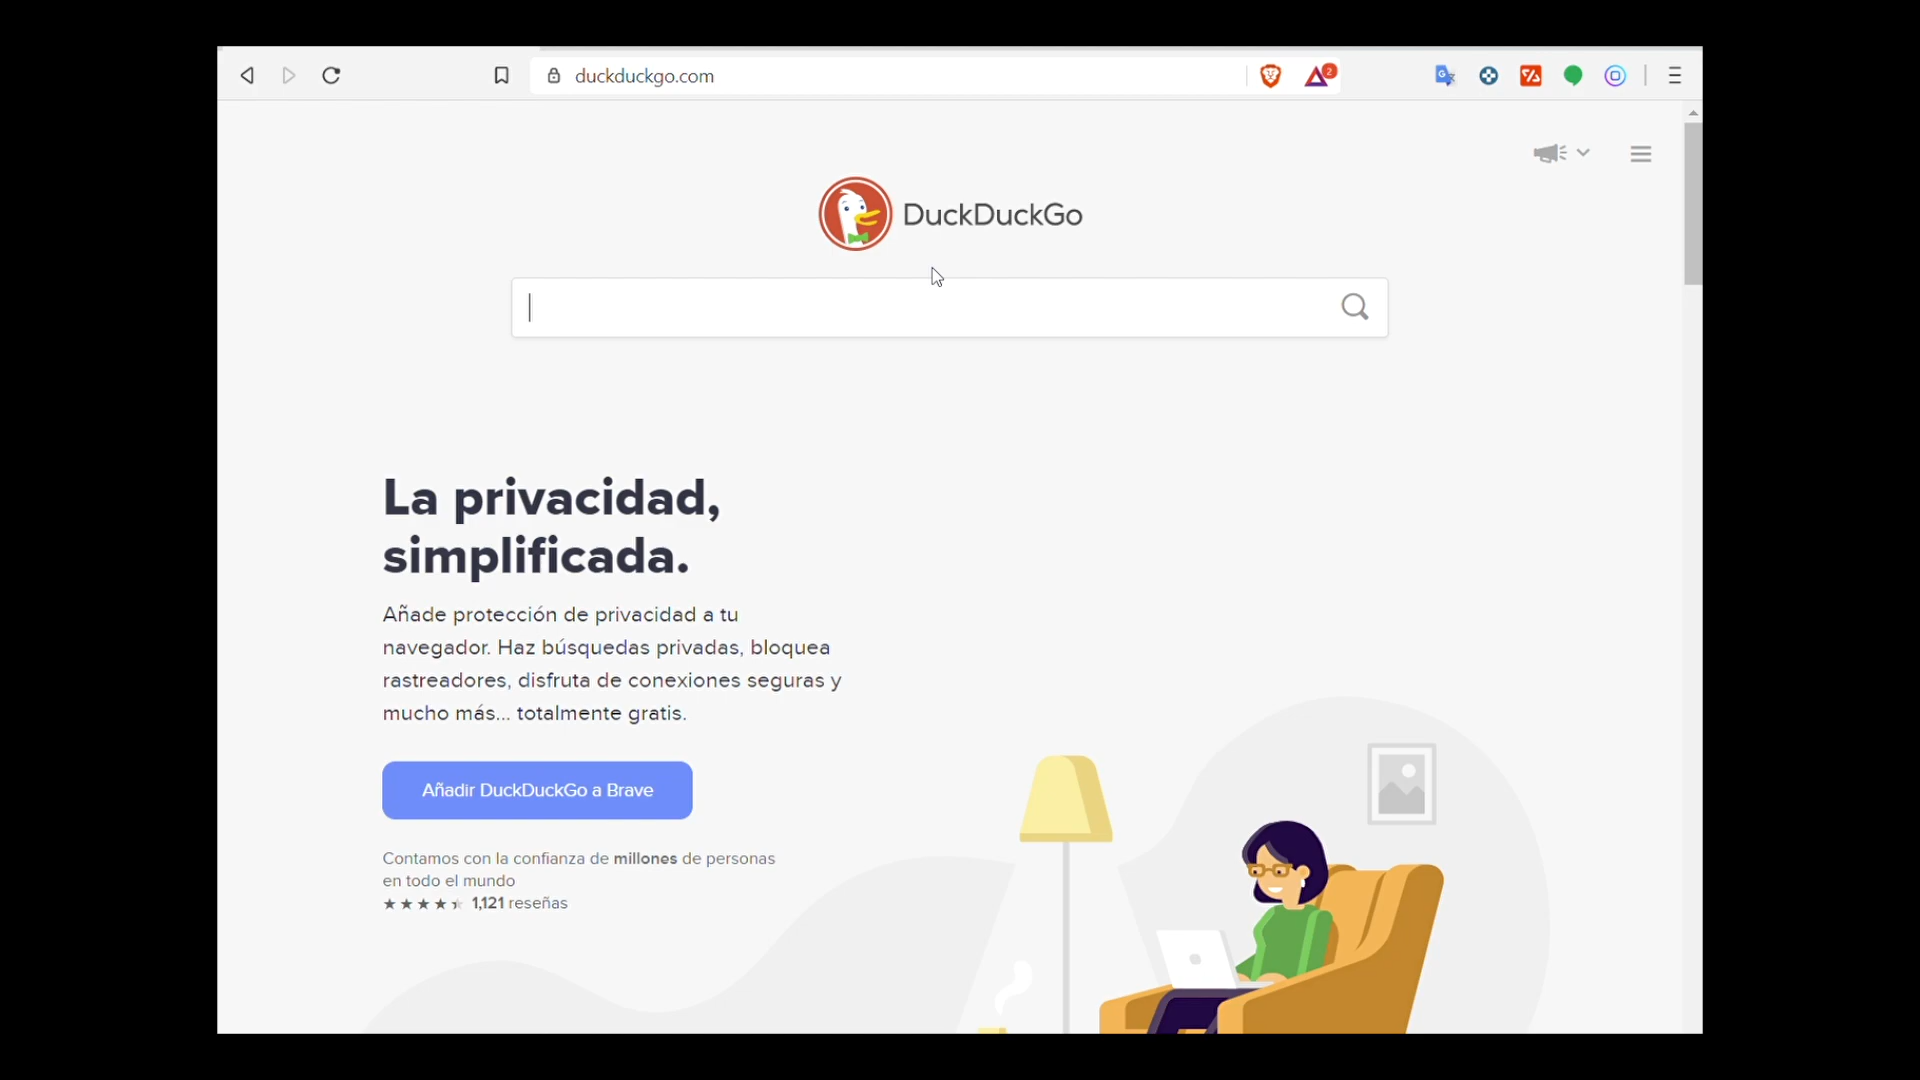 duckduckgo.com
2
DuckDuckGo
La privacidad,
simplificada.
Añade protección de privacidad a tu
navegador. Haz búsquedas privadas, bloquea
rastreadores, disfruta de conexiones seguras y
mucho más... totalmente gratis.
Añadir DuckDuckGo a Brave
Contamos con la confianza de millones de personas
en todo el mundo
1,121 reseñas